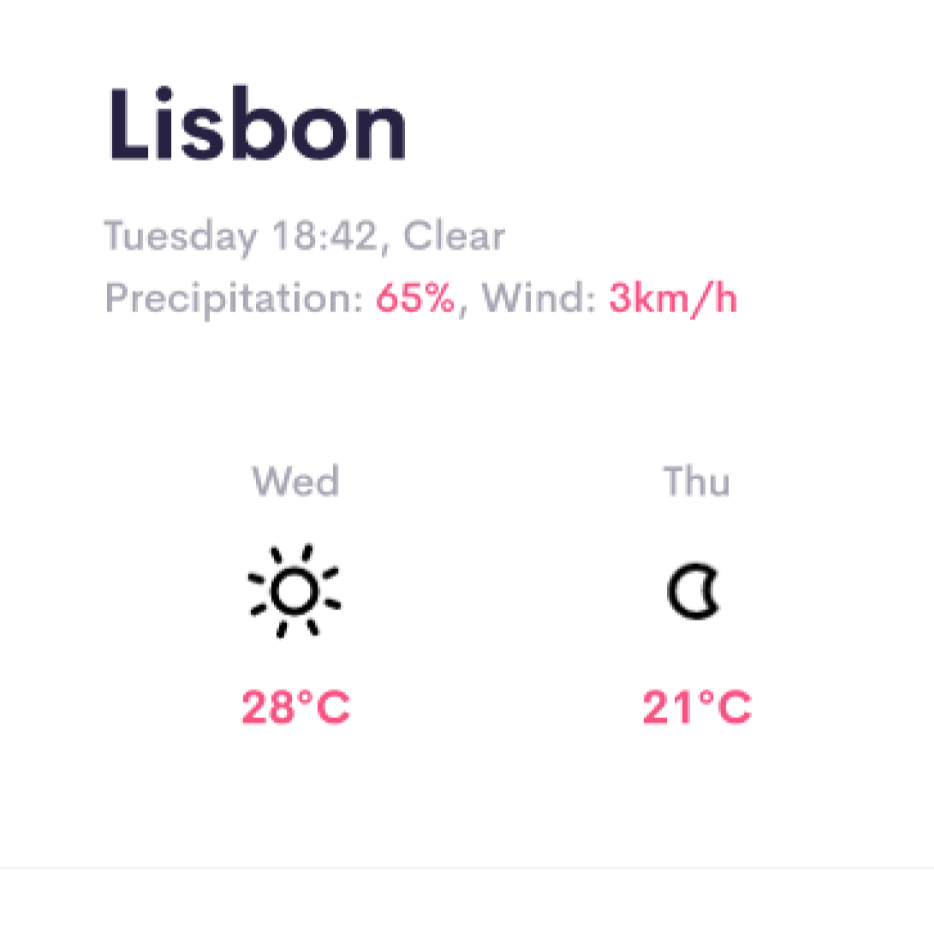 Lisbon
Tuesday 18:42, Clear
Precipitation: 65%, Wind: 3km/h
Wed Thu
28°C 21°C